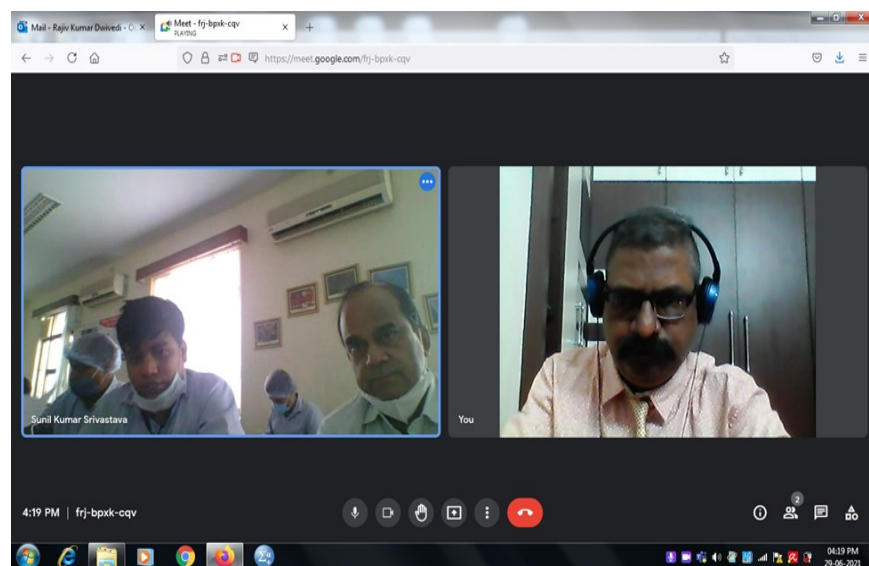 Mail - Rajiv Kumar Dwivedi - O
Meet - frj-bpxk-cqv
PLAYING
https://meet.google.com/frj-bpxk-cqv
Sunil Kumar Srivastava
You
4:19 PM | frj-bpxk-cqv
2
04:19 PM
29-06-2021